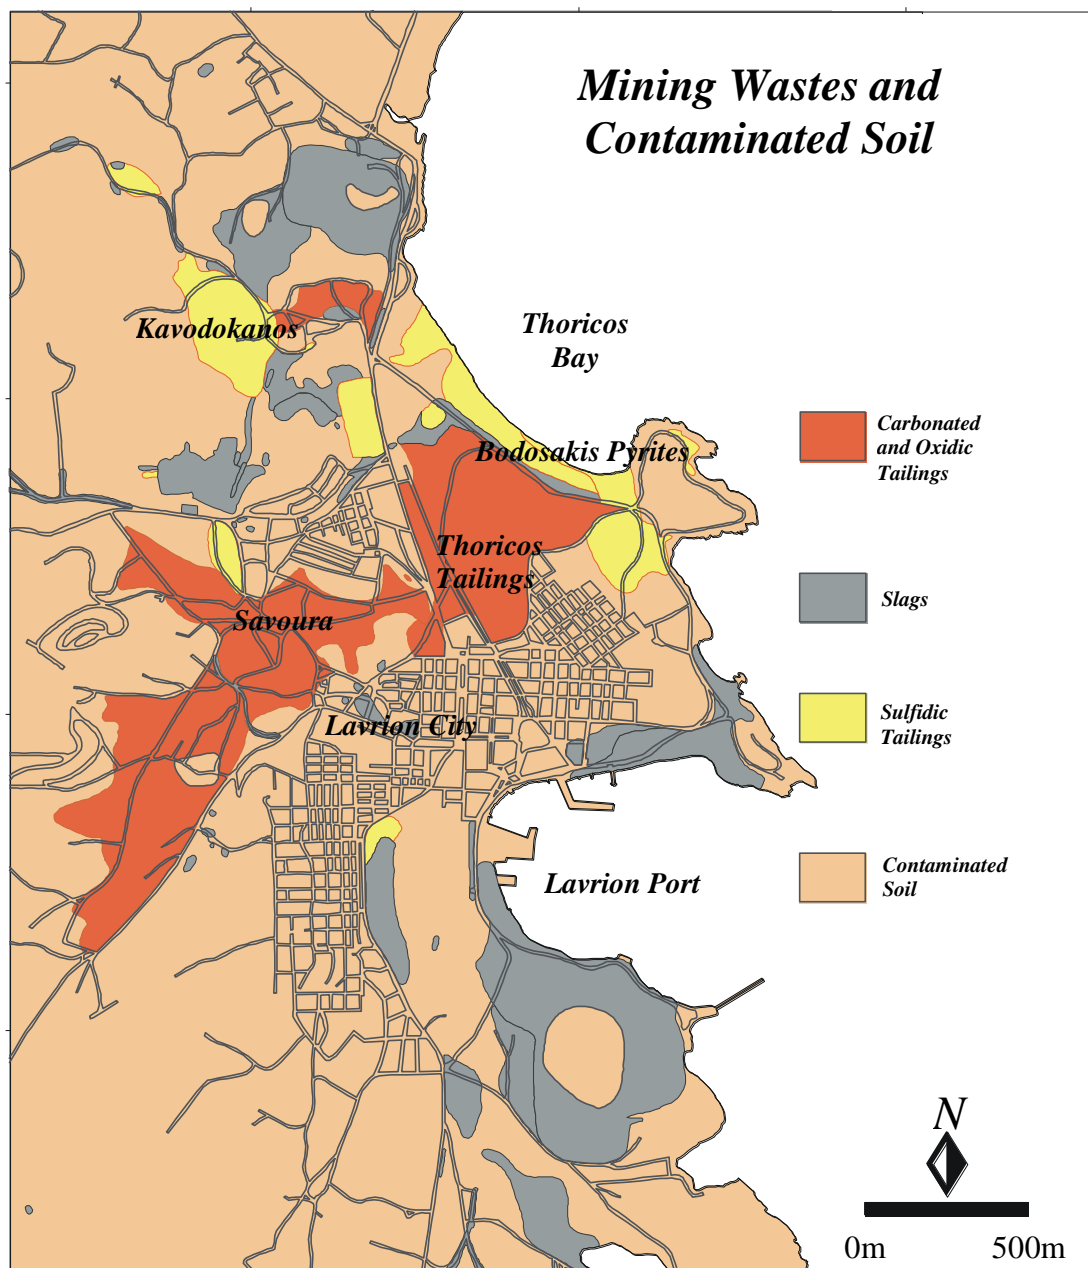 Mining Wastes and
Contaminated Soil
Thoricos
Bay
Kavodokanos
Carbonated
and Oxidic
Tailings
Bodosakis Pyrites
Thoricos
Tailings
Slags
Savoura
Sulfidic
Tailings
Lavrion City
Contaminated
Soil
Lavrion Port
N
0m 500m